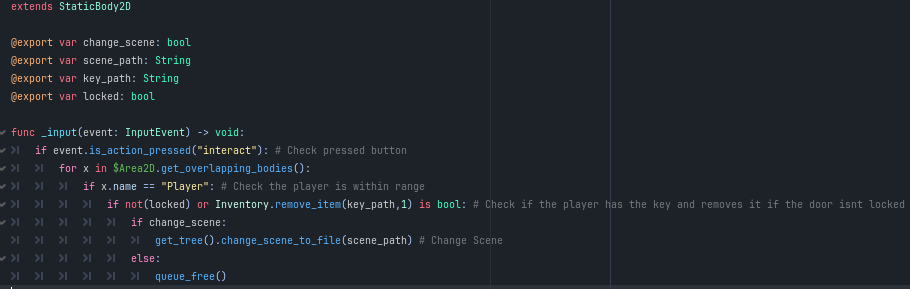 extends StaticBody2D
@export var change_scene: bool
@export var scene_path: String
@export var key_path: String
@export var locked: bool
func _input(event: InputEvent) -> void:
if event.is_action_pressed("interact"): # Check pressed button
for x in $Area2D.get_overlapping_bodies():
if x.name == "Player": # Check the player is within range
if not(locked) or Inventory.remove_item(key_path,1) is bool: # Check if the player has the key and removes it if the door isnt locked
if change_scene:
get_tree().change_scene_to_file(scene_path) # Change Scene
else:
queue_free()